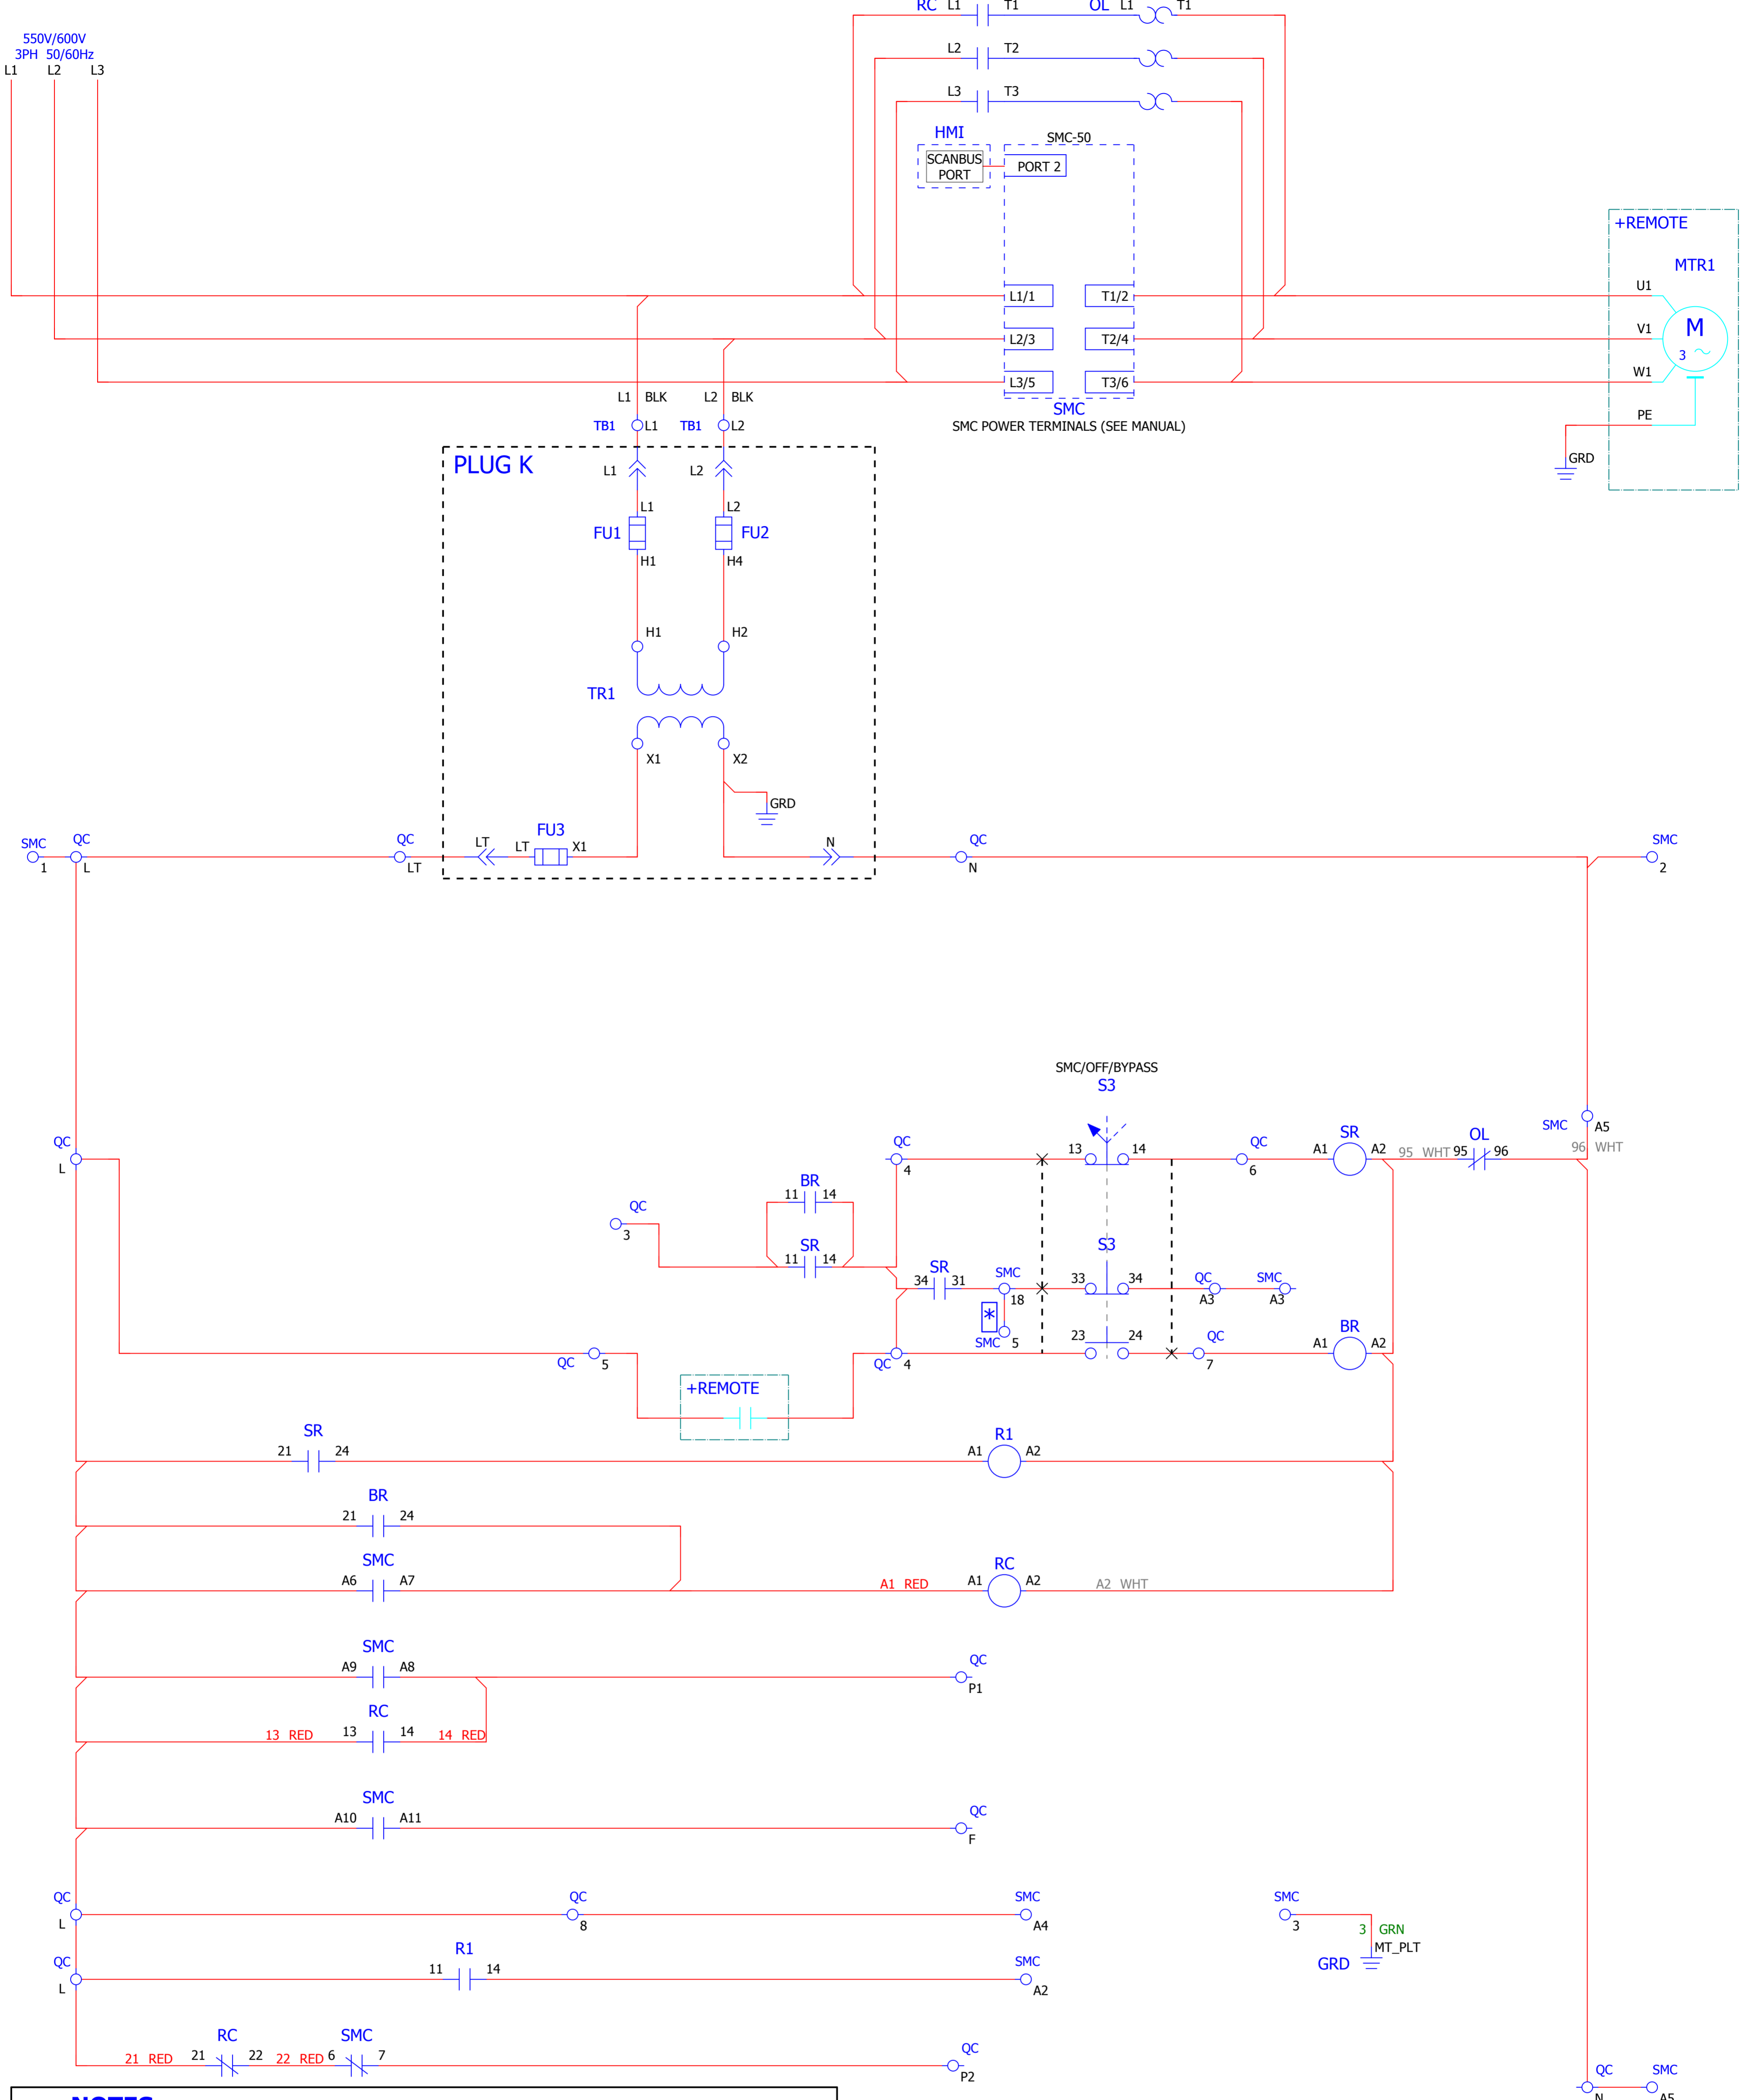 RC L1 T1 OL L1 T1
550V/600V
3PH 50/60Hz
L1 L2 L3
L2 T2
L3 T3
HMI
SMC-50
SCANBUS
PORT
PORT 2
+REMOTE
MTR1
U1
L1/1 T1/2
M
3
V1
L2/3 T2/4
W1
L3/5 T3/6
L1 BLK L2 BLK
SMC
PE
TB1 L1 TB1 L2
SMC POWER TERMINALS (SEE MANUAL)
GRD
PLUG K
L1 L2
L1 L2
FU1 FU2
H1 H4
H1 H2
TR1
X1 X2
GRD
SMC QC QC LT LT FU3 X1 N QC SMC
1 L LT N 2
SMC/OFF/BYPASS
S3
SMC A5
QC QC 13 14 QC SR OL 96 WHT
L 4 6 A1 A2 95 WHT 95 96
BR
11 14
QC
3
SR
11 14
S3
SR
34 31 SMC 33 34 QC SMC
18 A3 A3
*
SMC 5
23 24 QC BR
QC 5 QC 4 7 A1 A2
+REMOTE
SR R1
21 24 A1 A2
BR
21 24
SMC RC
A6 A7 A1 RED A1 A2 A2 WHT
SMC QC
A9 A8 P1
RC
13 RED 13 14 14 RED
SMC QC
A10 A11 F
QC QC SMC SMC
L 8 A4 3
3 GRN
MT_PLT
GRD
QC R1 SMC
L 11 14 A2
RC SMC QC
21 RED 21 22 22 RED 6 7 P2
QC SMC
N A5
NOTES